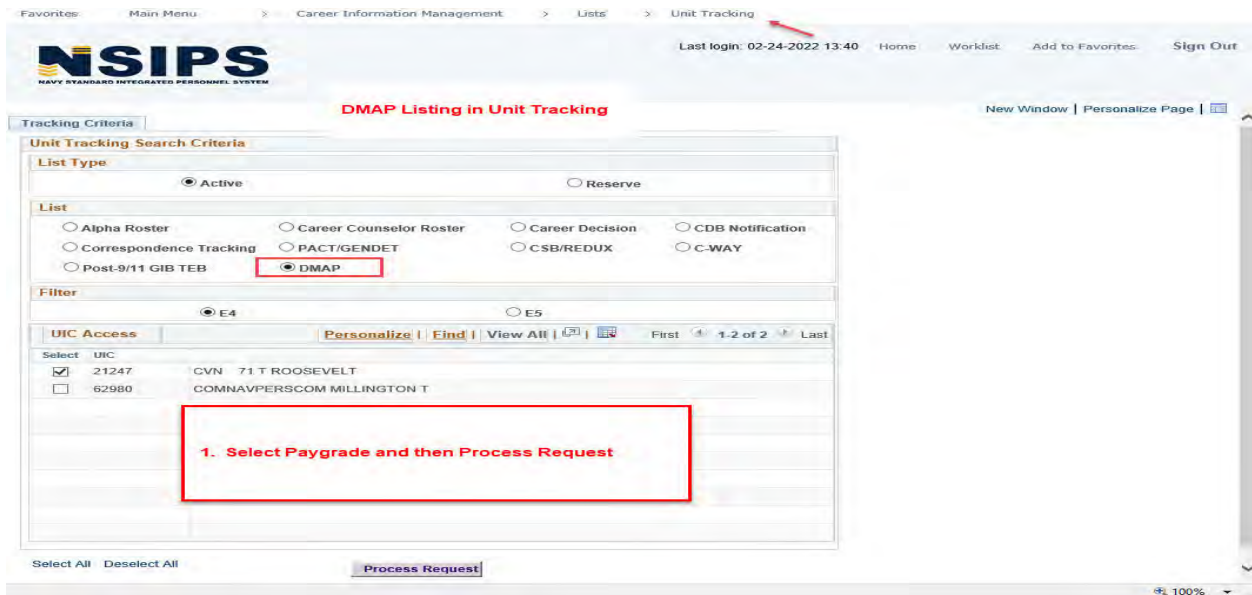 Favorites Main Menu > Career Information Management > Lists > Unit Tracking
Last login: 02-24-2022 13:40 Home Worklist Add to Favorites Sign Out
NSIPS
NAVY STANDARD INTEGRATED PERSONNEL SYSTEM
DMAP Listing in Unit Tracking
New Window | Personalize Page |
Tracking Criteria
Unit Tracking Search Criteria
List Type
Active Reserve
List
Alpha Roster Career Counselor Roster Career Decision CDB Notification
Correspondence Tracking PACT/GENDET CSB/REDUX C-WAY
Post-9/11 GIB TEB DMAP
Filter
E4 E5
UIC Access Personalize | Find | View All | | First 1-2 of 2 Last
Select UIC
21247 CVN 71 T ROOSEVELT
62980 COMNAVPERSCOM MILLINGTON T
1. Select Paygrade and then Process Request
Select All Deselect All
Process Request
100%